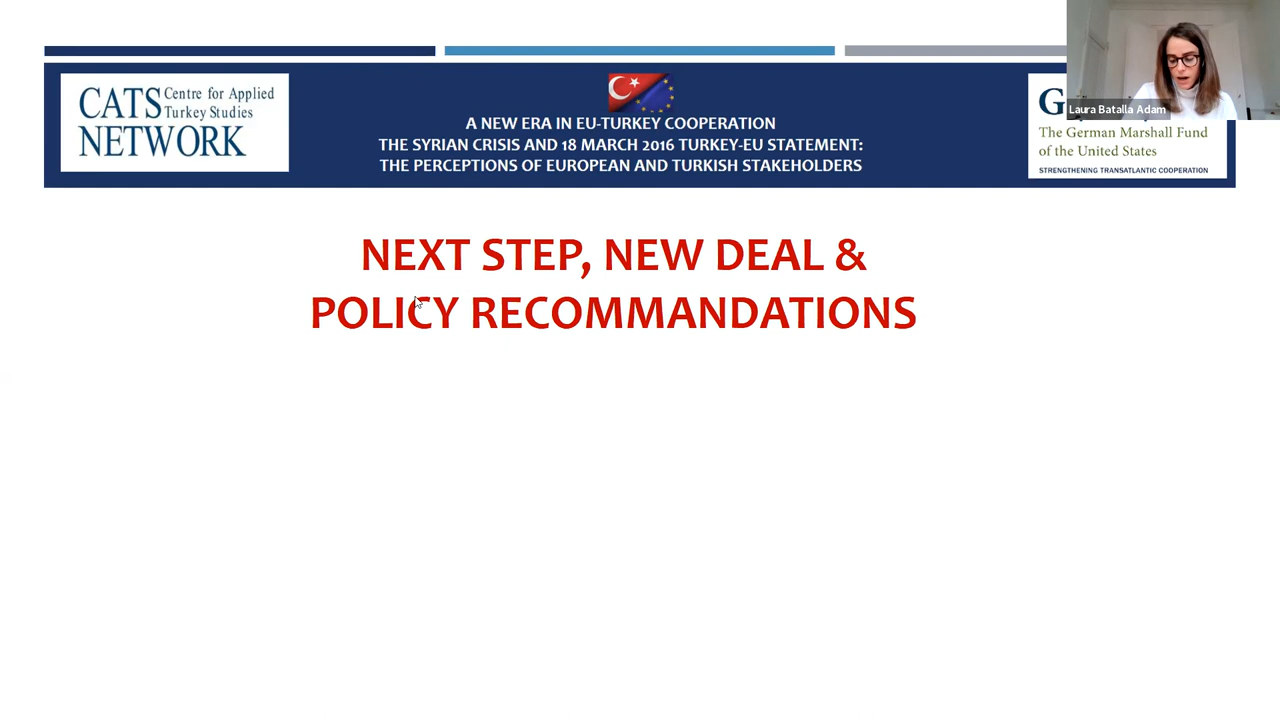 CATS Centre for Applied
Turkey Studies
NETWORK
A NEW ERA IN EU-TURKEY COOPERATION
THE SYRIAN CRISIS AND 18 MARCH 2016 TURKEY-EU STATEMENT:
THE PERCEPTIONS OF EUROPEAN AND TURKISH STAKEHOLDERS
G
Laura Batalla Adam
The German Marshall Fund
of the United States
STRENGTHENING TRANSATLANTIC COOPERATION
NEXT STEP, NEW DEAL &
POLICY RECOMMANDATIONS